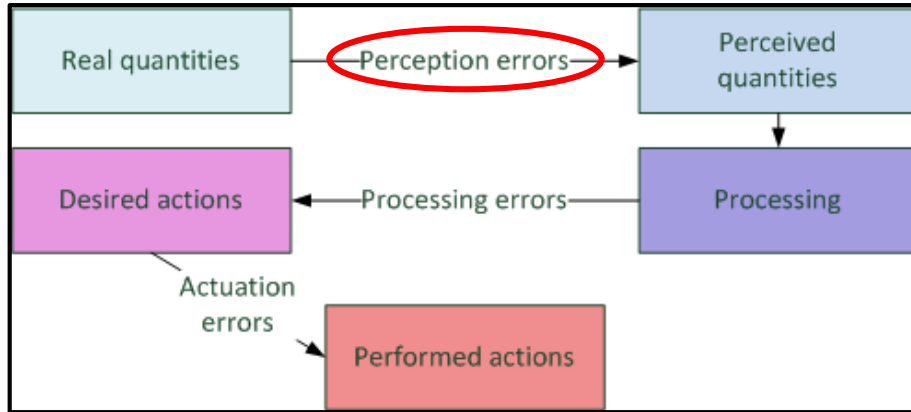 Real quantities
Perception errors
Perceived
quantities
Desired actions
Processing errors
Processing
Actuation
errors
Performed actions